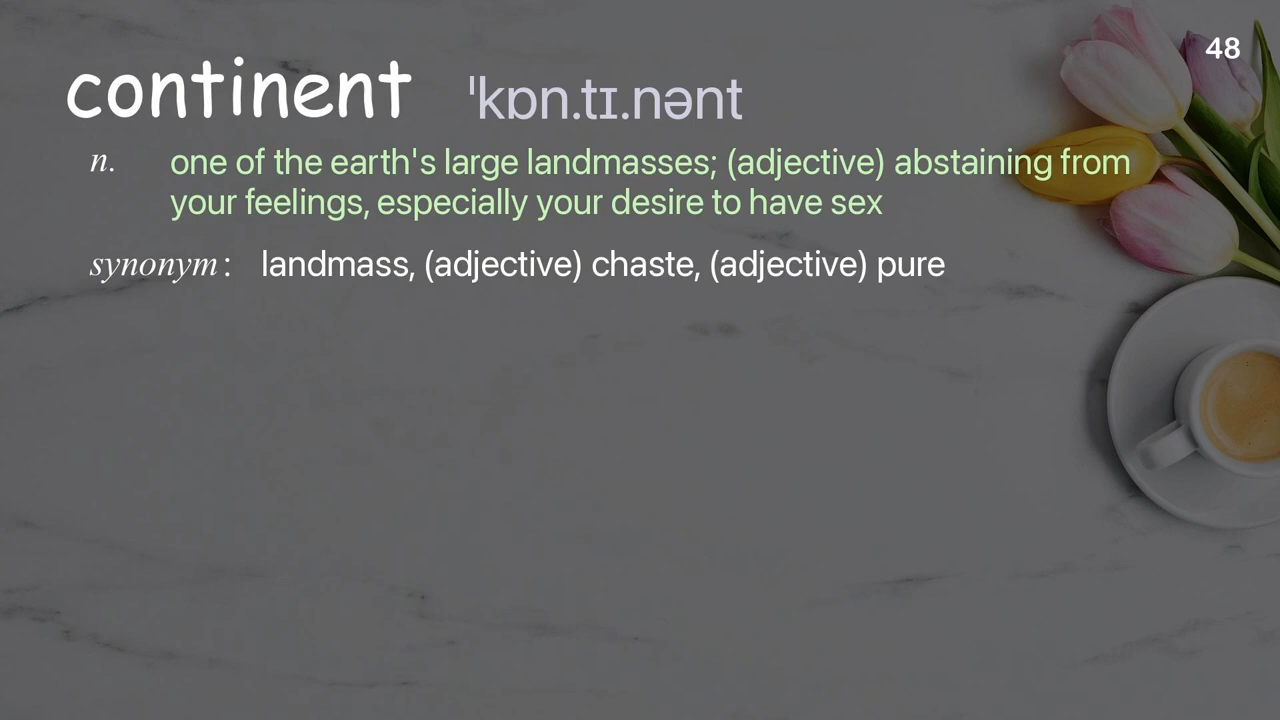 48
continent ˈkɒn.tɪ.nənt
n. one of the earth's large landmasses; (adjective) abstaining from
your feelings, especially your desire to have sex
synonym: landmass, (adjective) chaste, (adjective) pure